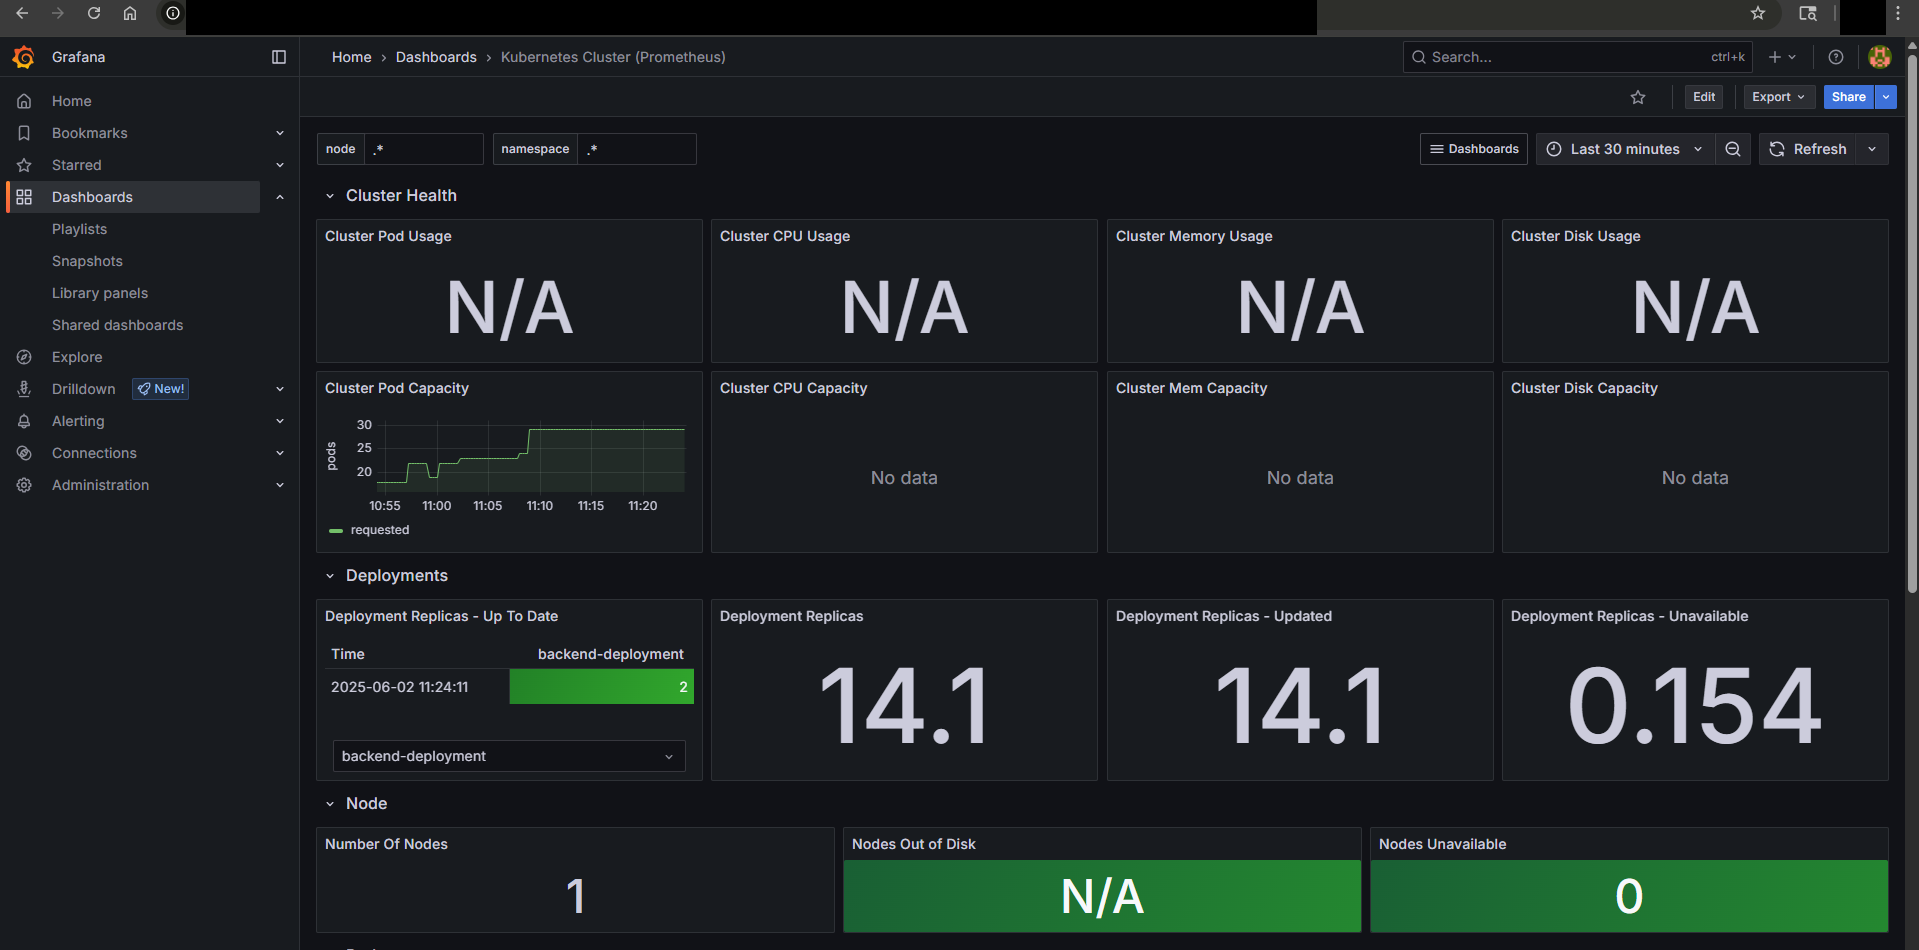 Grafana
Home › Dashboards › Kubernetes Cluster (Prometheus)
Search...
ctrl+k
Home
Bookmarks
Starred
Dashboards
Playlists
Snapshots
Library panels
Shared dashboards
Explore
Drilldown
New!
Alerting
Connections
Administration
Edit
Export
Share
node .*
namespace .*
Dashboards
Last 30 minutes
Refresh
Cluster Health
Cluster Pod Usage
N/A
Cluster CPU Usage
N/A
Cluster Memory Usage
N/A
Cluster Disk Usage
N/A
Cluster Pod Capacity
pods
30
25
20
10:55 11:00 11:05 11:10 11:15 11:20
requested
Cluster CPU Capacity
No data
Cluster Mem Capacity
No data
Cluster Disk Capacity
No data
Deployments
Deployment Replicas - Up To Date
Time backend-deployment
2025-06-02 11:24:11 2
backend-deployment
Deployment Replicas
14.1
Deployment Replicas - Updated
14.1
Deployment Replicas - Unavailable
0.154
Node
Number Of Nodes
1
Nodes Out of Disk
N/A
Nodes Unavailable
0